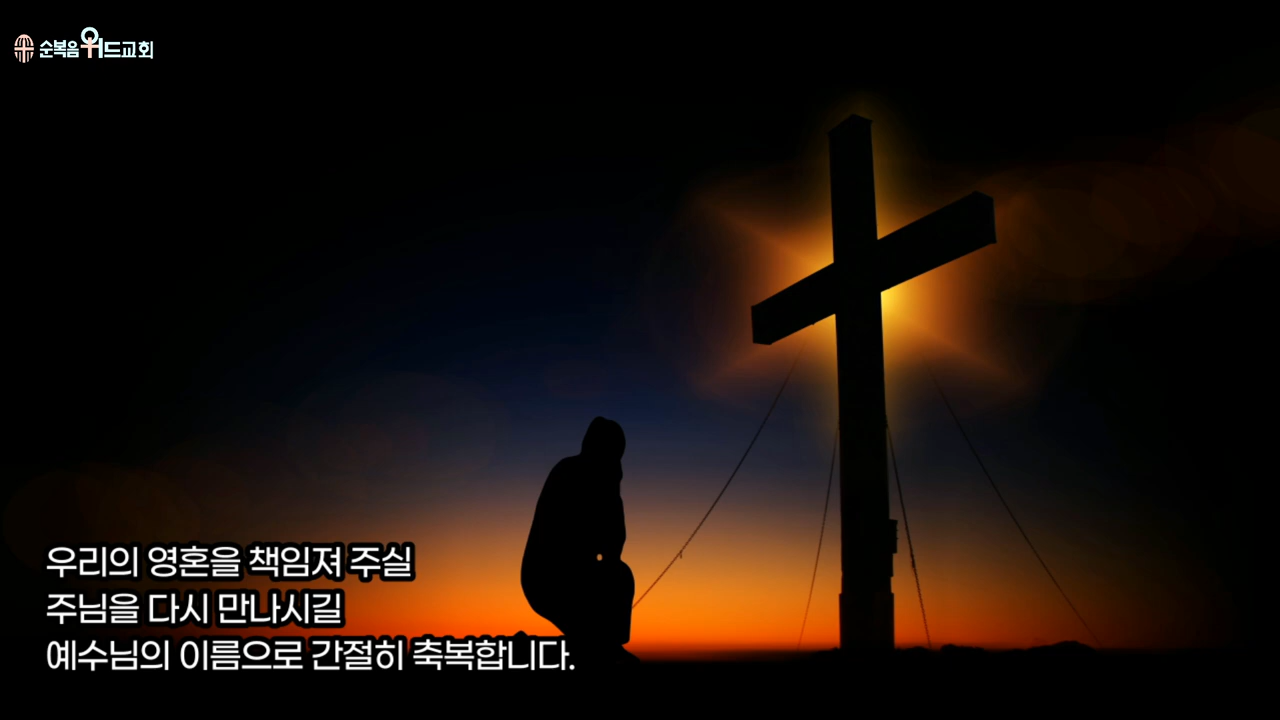 순복음워드교회
우리의 영혼을 책임져 주실
주님을 다시 만나시길
예수님의 이름으로 간절히 축복합니다.